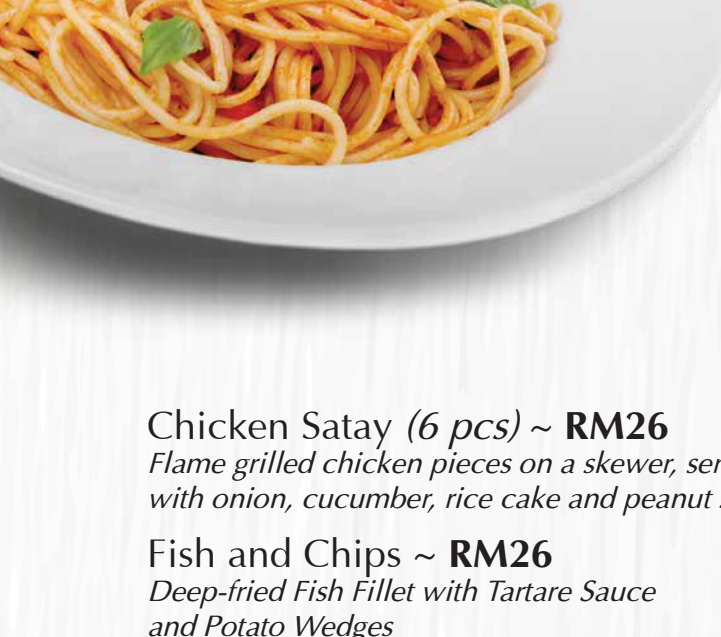 Chicken Satay (6 pcs) ~ RM26
Flame grilled chicken pieces on a skewer,
with onion, cucumber, rice cake and peanut
Fish and Chips ~ RM26
Deep-fried Fish Fillet with Tartare Sauce
and Potato Wedges